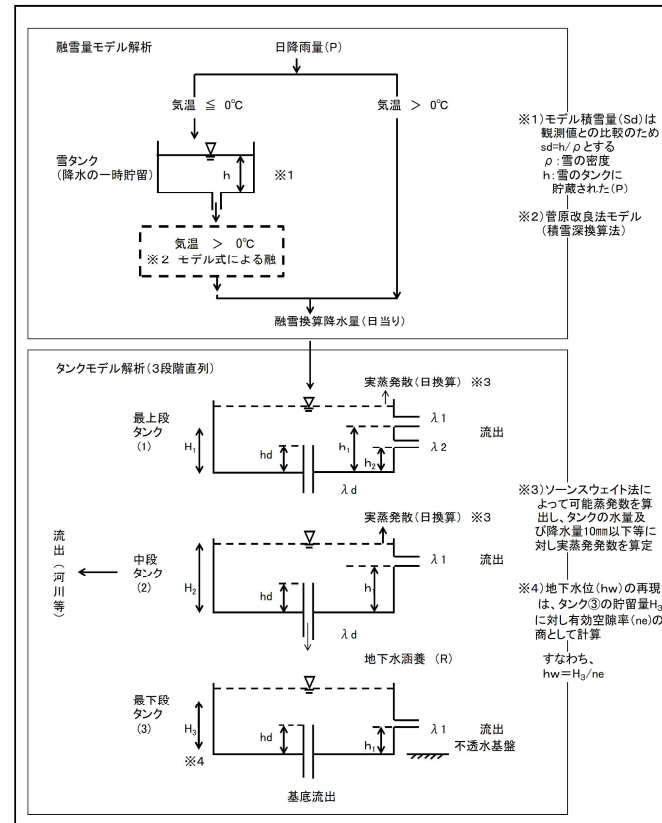 融雪量モデル解析
日降雨量(P)
気温 ≦ 0℃
気温 > 0℃
雪タンク
(降水の一時貯留)
h
※1
気温 > 0℃
※2 モデル式による融
融雪換算降水量(日当り)
※1)モデル積雪量(Sd)は
観測値との比較のため
sd=h/ρとする
ρ:雪の密度
h:雪のタンクに
貯蔵された(P)
※2)菅原改良法モデル
(積雪深換算法)
タンクモデル解析(3段階直列)
実蒸発散(日換算) ※3
最上段
タンク
(1)
H₁
hd
h₁
h₂
λ1
λ2
流出
λd
実蒸発散(日換算) ※3
中段
タンク
(2)
H₂
hd
h₁
λ1
流出
λd
流出(河川等)
地下水涵養 (R)
最下段
タンク
(3)
H₃
※4
hd
h₁
λ1
流出
不透水基盤
基底流出
※3)ソーンスウェイト法に
よって可能蒸発数を算
出し、タンクの水量及
び降水量10㎜以下等に
対し実蒸発発数を算定
※4)地下水位(hw)の再現
は、タンク③の貯留量H₃
に対し有効空隙率(ne)の
商として計算
すなわち、
hw=H₃/ne